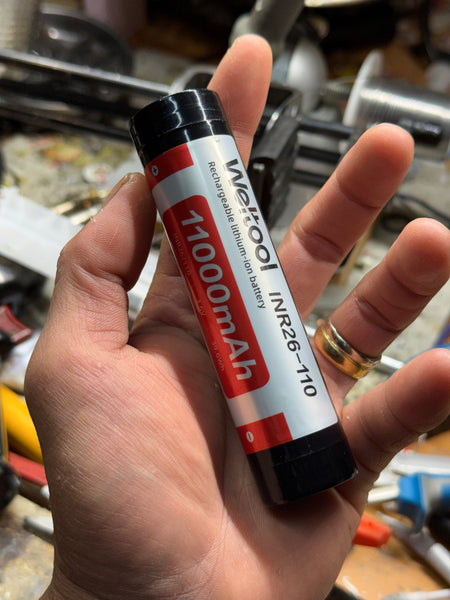 Weltool INR26-110
Rechargeable lithium-ion battery
11000mAh